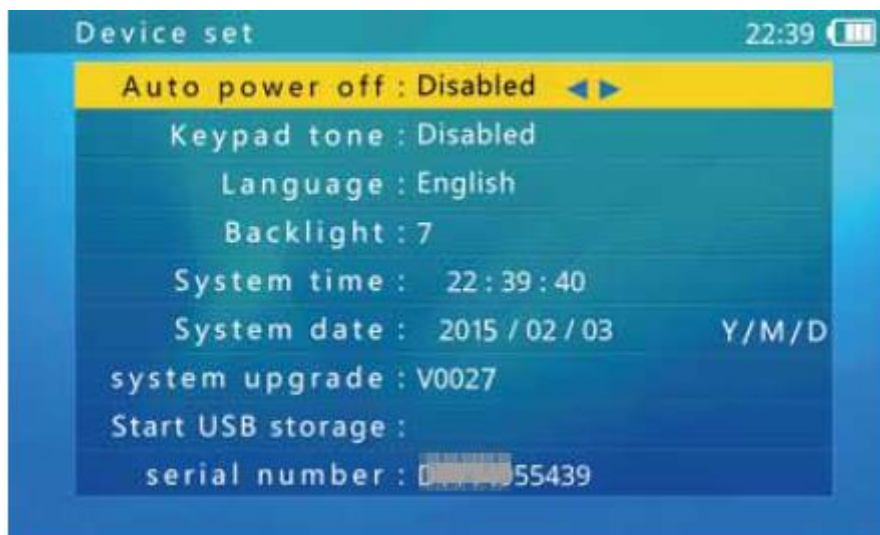 Device set 22:39
Auto power off : Disabled
Keypad tone : Disabled
Language : English
Backlight : 7
System time : 22 : 39 : 40
System date : 2015 / 02 / 03 Y/M/D
system upgrade : V0027
Start USB storage :
serial number : 55439